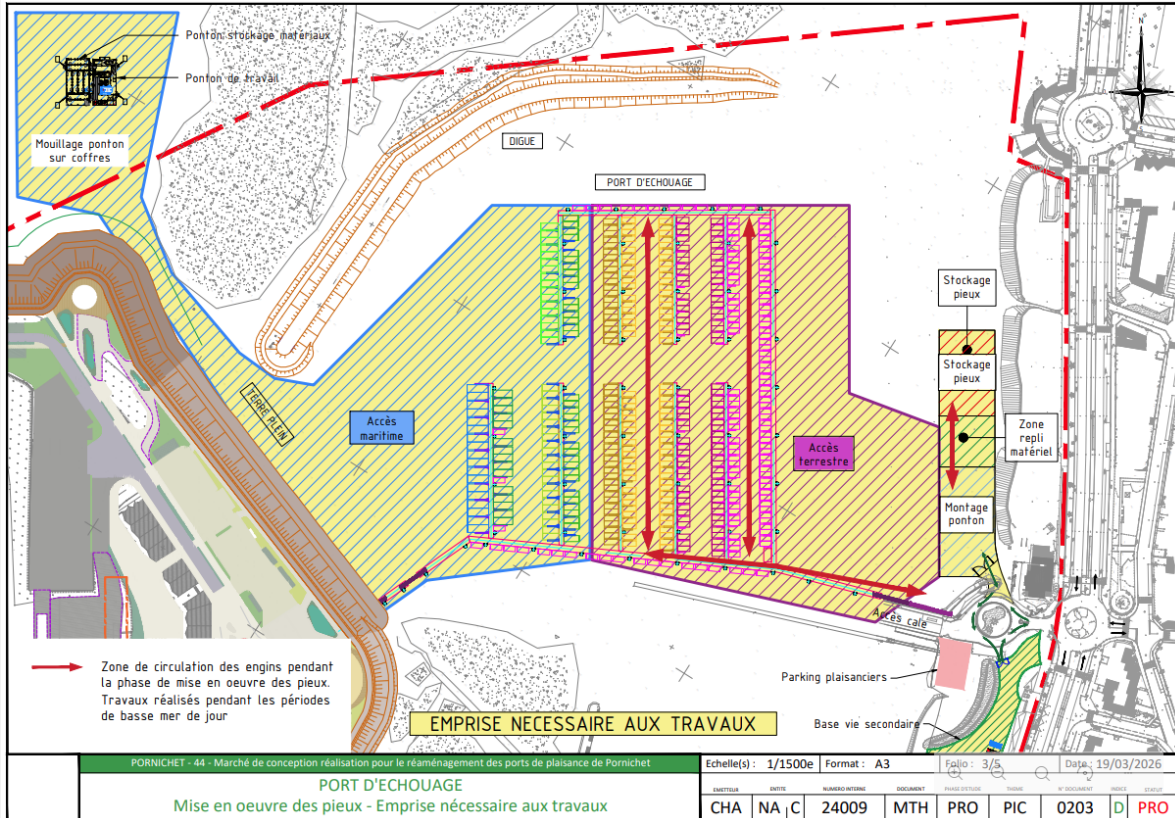 Ponton stockage matériaux
Ponton de travail
Mouillage ponton
sur coffres
DIGUE
PORT D'ECHOUAGE
N
Stockage
pieux
Stockage
pieux
Zone
repli
matériel
Montage
ponton
TERRE PLEIN
Accès
maritime
Accès
terrestre
Accès cale
Parking plaisanciers
Base vie secondaire
Zone de circulation des engins pendant
la phase de mise en oeuvre des pieux.
Travaux réalisés pendant les périodes
de basse mer de jour
EMPRISE NECESSAIRE AUX TRAVAUX
PORNICHET - 44 - Marché de conception réalisation pour le réaménagement des ports de plaisance de Pornichet
PORT D'ECHOUAGE
Mise en oeuvre des pieux - Emprise nécessaire aux travaux
Echelle(s) : 1/1500e Format : A3 Folio : 3/5 Date : 19/03/2026
EMETTEUR ENTITE NUMERO INTERNE DOCUMENT PHASE D'ETUDE THEME N° DOCUMENT INDICE STATUT
CHA NA C 24009 MTH PRO PIC 0203 D PRO